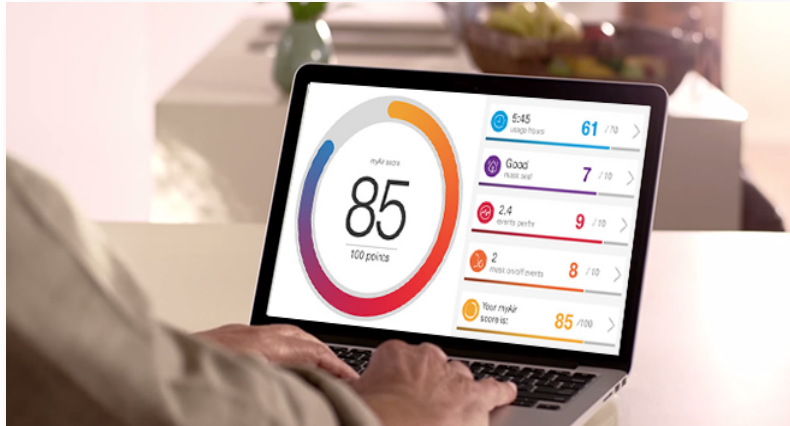 myAir score
85
100 points
5:45
usage hours
61 /70
Good
mask seal
7 /10
2.4
events per/hr
9 /10
2
mask on/off events
8 /10
Your myAir
score is:
85 /100